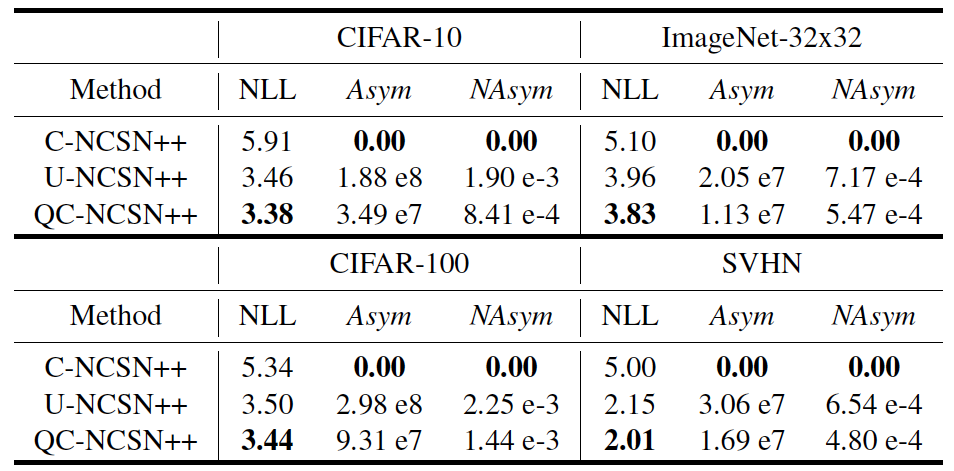 CIFAR-10 ImageNet-32x32
Method NLL Asym NAsym NLL Asym NAsym
C-NCSN++ 5.91 0.00 0.00 5.10 0.00 0.00
U-NCSN++ 3.46 1.88 e8 1.90 e-3 3.96 2.05 e7 7.17 e-4
QC-NCSN++ 3.38 3.49 e7 8.41 e-4 3.83 1.13 e7 5.47 e-4
CIFAR-100 SVHN
Method NLL Asym NAsym NLL Asym NAsym
C-NCSN++ 5.34 0.00 0.00 5.00 0.00 0.00
U-NCSN++ 3.50 2.98 e8 2.25 e-3 2.15 3.06 e7 6.54 e-4
QC-NCSN++ 3.44 9.31 e7 1.44 e-3 2.01 1.69 e7 4.80 e-4